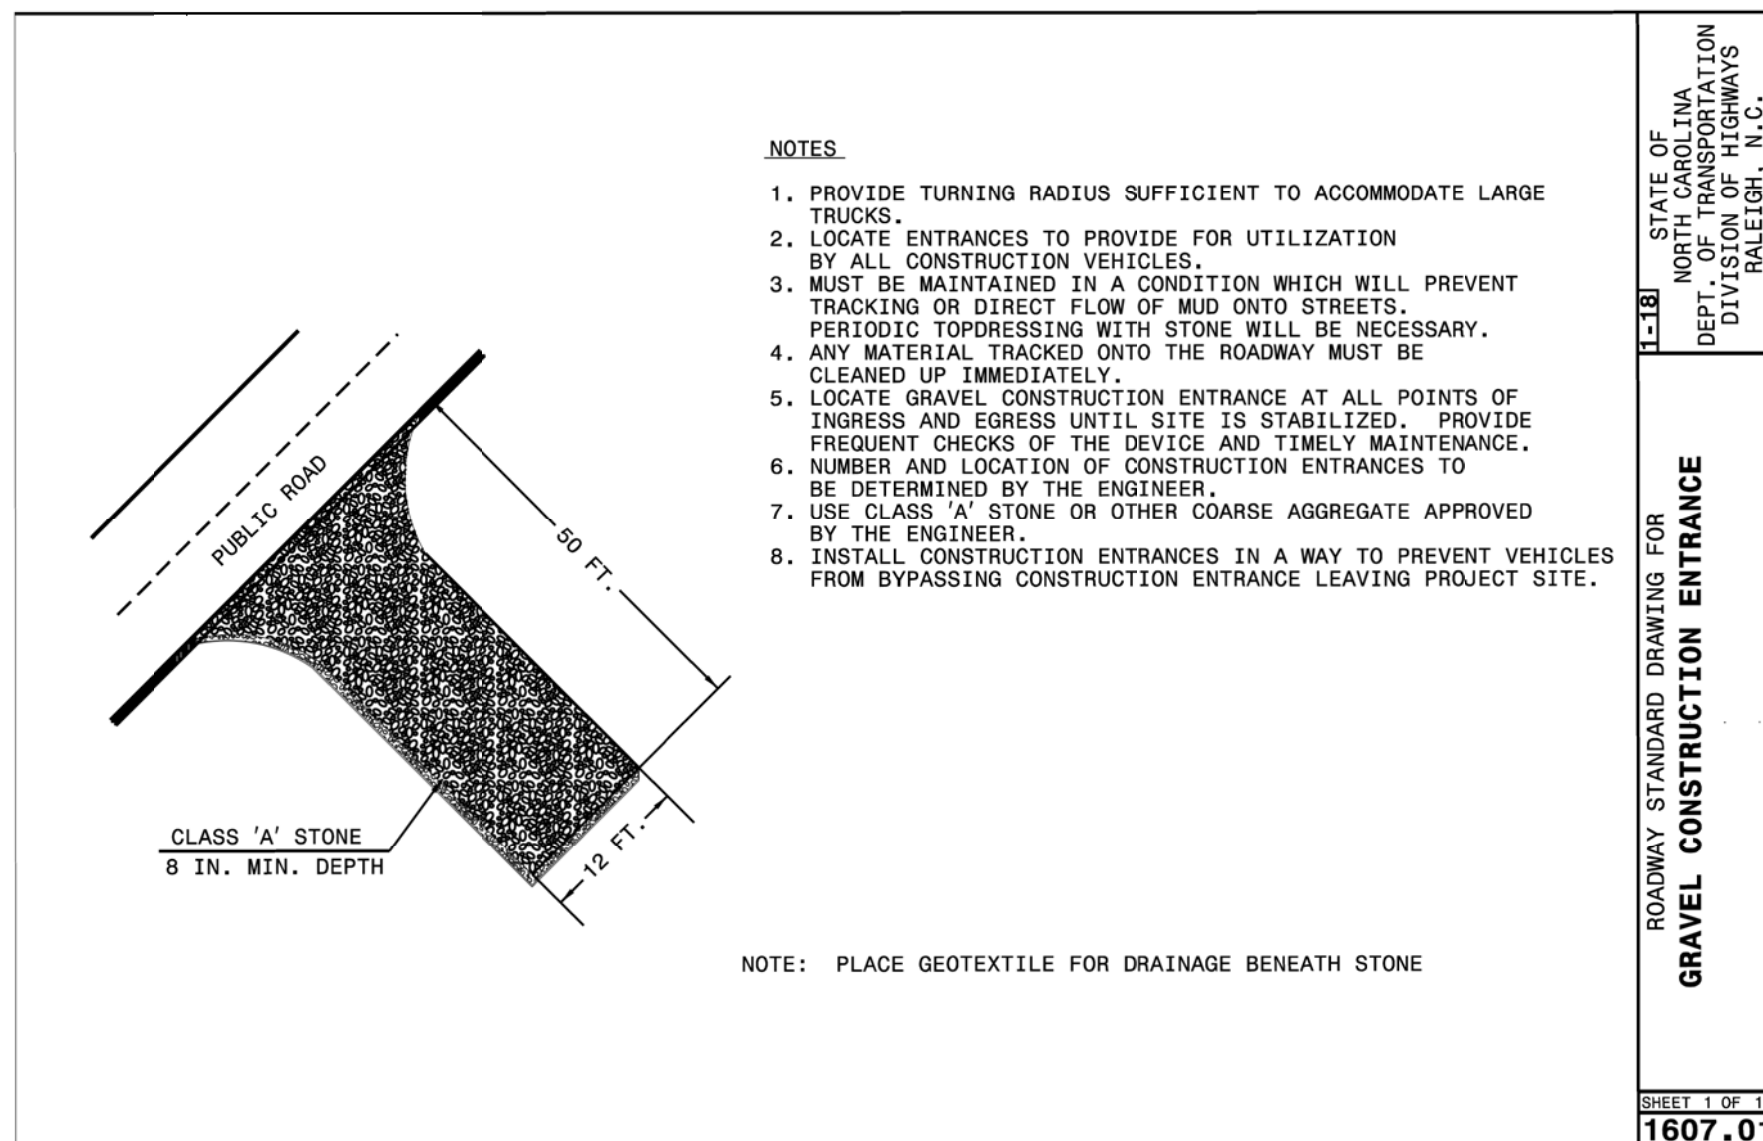 NOTES
1. PROVIDE TURNING RADIUS SUFFICIENT TO ACCOMMODATE LARGE
TRUCKS.
2. LOCATE ENTRANCES TO PROVIDE FOR UTILIZATION
BY ALL CONSTRUCTION VEHICLES.
3. MUST BE MAINTAINED IN A CONDITION WHICH WILL PREVENT
TRACKING OR DIRECT FLOW OF MUD ONTO STREETS.
PERIODIC TOPDRESSING WITH STONE WILL BE NECESSARY.
4. ANY MATERIAL TRACKED ONTO THE ROADWAY MUST BE
CLEANED UP IMMEDIATELY.
5. LOCATE GRAVEL CONSTRUCTION ENTRANCE AT ALL POINTS OF
INGRESS AND EGRESS UNTIL SITE IS STABILIZED. PROVIDE
FREQUENT CHECKS OF THE DEVICE AND TIMELY MAINTENANCE.
6. NUMBER AND LOCATION OF CONSTRUCTION ENTRANCES TO
BE DETERMINED BY THE ENGINEER.
7. USE CLASS 'A' STONE OR OTHER COARSE AGGREGATE APPROVED
BY THE ENGINEER.
8. INSTALL CONSTRUCTION ENTRANCES IN A WAY TO PREVENT VEHICLES
FROM BYPASSING CONSTRUCTION ENTRANCE LEAVING PROJECT SITE.
PUBLIC ROAD
50 FT.
12 FT.
CLASS 'A' STONE
8 IN. MIN. DEPTH
NOTE: PLACE GEOTEXTILE FOR DRAINAGE BENEATH STONE
1-18
STATE OF
NORTH CAROLINA
DEPT. OF TRANSPORTATION
DIVISION OF HIGHWAYS
RALEIGH, N.C.
ROADWAY STANDARD DRAWING FOR
GRAVEL CONSTRUCTION ENTRANCE
SHEET 1 OF 1
1607.01